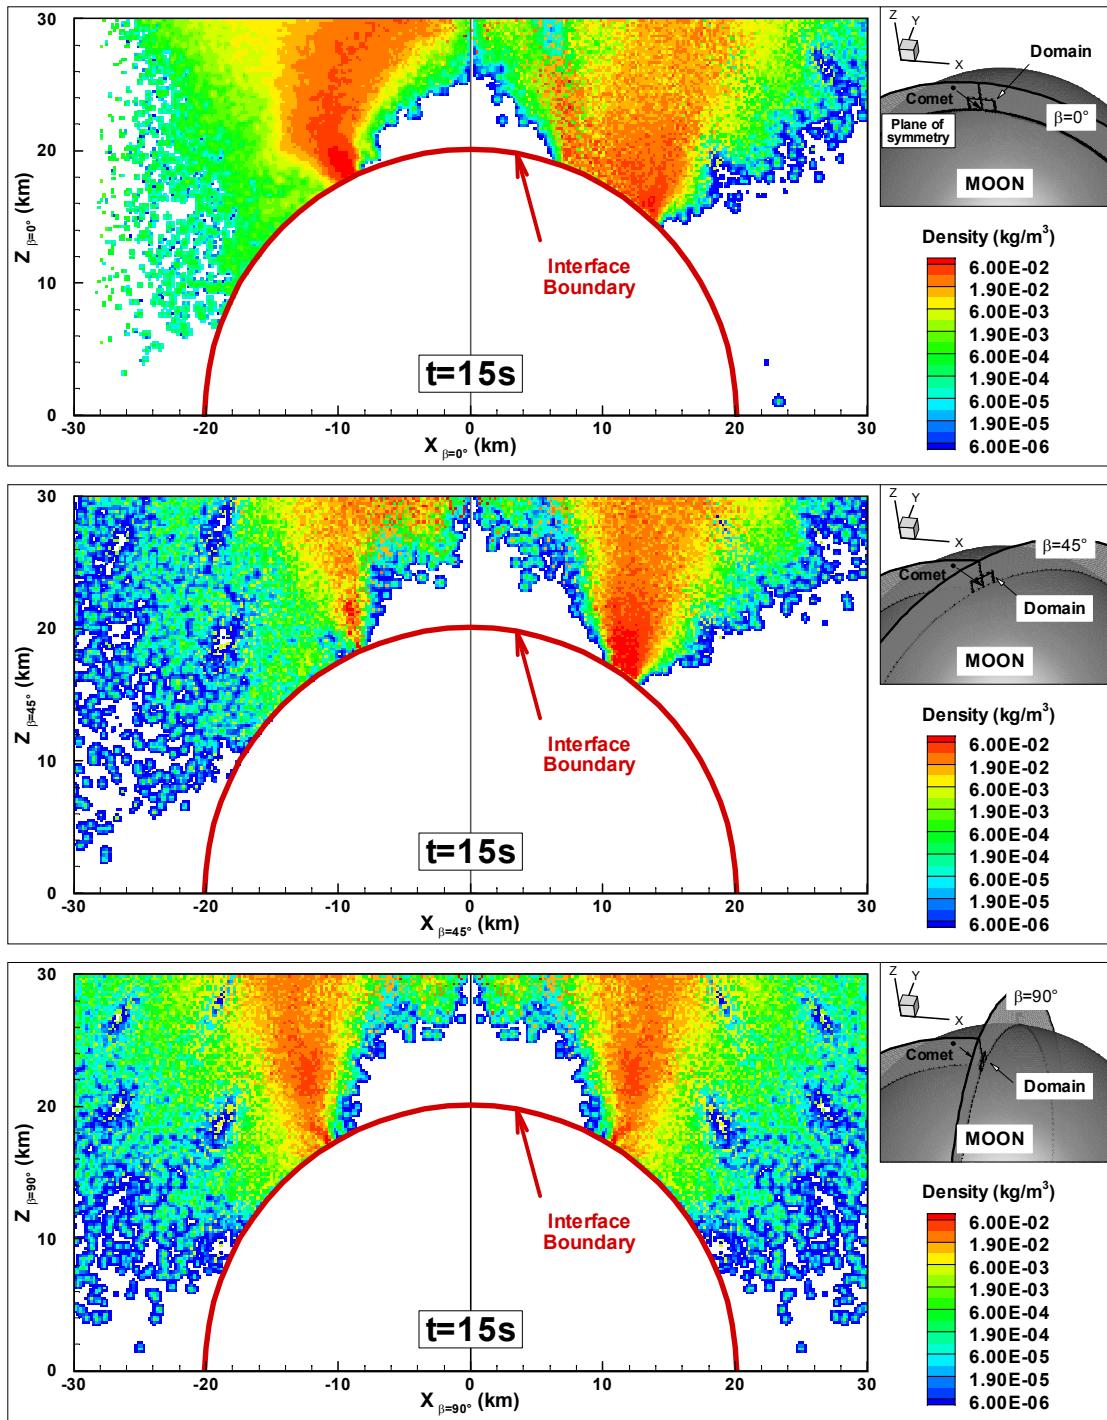 30
20
10
0
Z β=0° (km)
-30 -20 -10 0 10 20 30
X β=0° (km)
Interface
Boundary
t=15s
Z Y
X
Domain
Comet
β=0°
Plane of
symmetry
MOON
Density (kg/m³)
6.00E-02
1.90E-02
6.00E-03
1.90E-03
6.00E-04
1.90E-04
6.00E-05
1.90E-05
6.00E-06
30
20
10
0
Z β=45° (km)
-30 -20 -10 0 10 20 30
X β=45° (km)
Interface
Boundary
t=15s
Z Y
X
β=45°
Comet
Domain
MOON
Density (kg/m³)
6.00E-02
1.90E-02
6.00E-03
1.90E-03
6.00E-04
1.90E-04
6.00E-05
1.90E-05
6.00E-06
30
20
10
0
Z β=90° (km)
-30 -20 -10 0 10 20 30
X β=90° (km)
Interface
Boundary
t=15s
Z Y
X
β=90°
Comet
Domain
MOON
Density (kg/m³)
6.00E-02
1.90E-02
6.00E-03
1.90E-03
6.00E-04
1.90E-04
6.00E-05
1.90E-05
6.00E-06